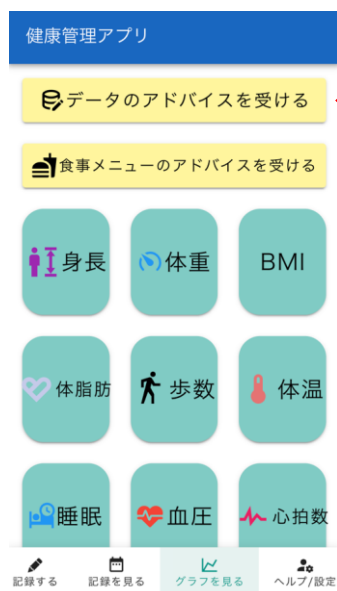 健康管理アプリ
データのアドバイスを受ける
食事メニューのアドバイスを受ける
身長
体重
BMI
体脂肪
歩数
体温
睡眠
血圧
心拍数
記録する
記録を見る
グラフを見る
ヘルプ/設定